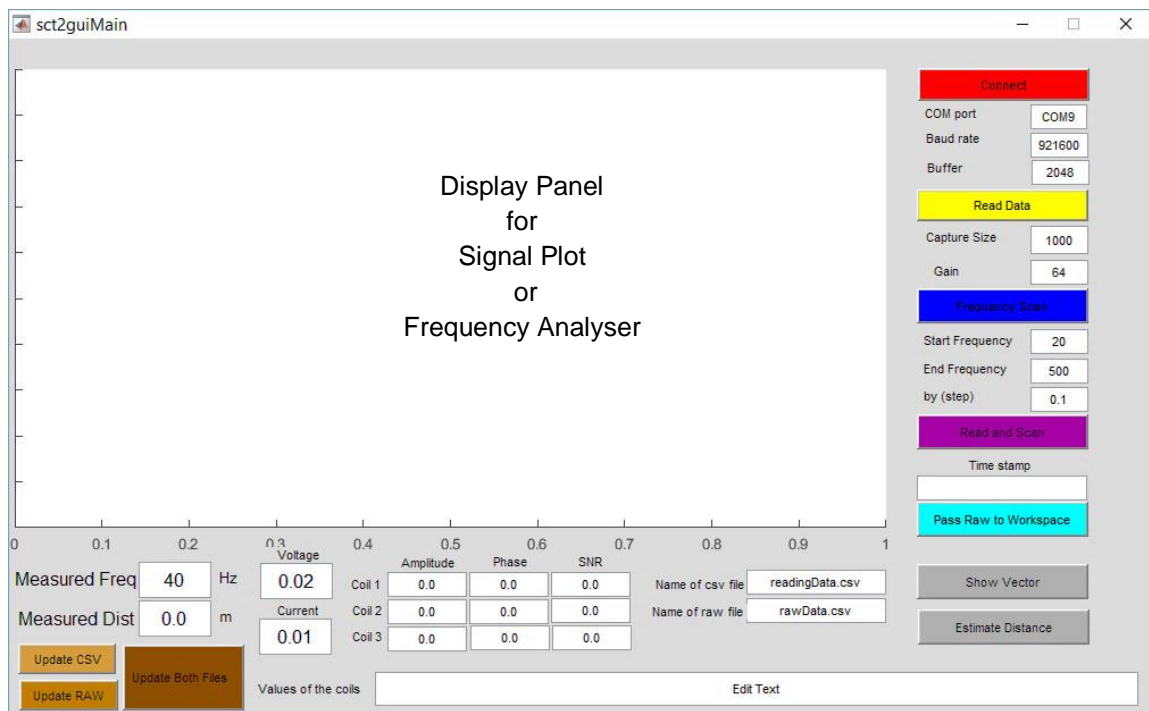 sct2guiMain
Display Panel
for
Signal Plot
or
Frequency Analyser
Connect
COM port COM9
Baud rate 921600
Buffer 2048
Read Data
Capture Size 1000
Gain 64
Frequency Scan
Start Frequency 20
End Frequency 500
by (step) 0.1
Read and Scan
Time stamp
Pass Raw to Workspace
Show Vector
Estimate Distance
0 0.1 0.2 0.3 0.4 0.5 0.6 0.7 0.8 0.9 1
Measured Freq 40 Hz
Measured Dist 0.0 m
Voltage
0.02
Current
0.01
Amplitude Phase SNR
Coil 1 0.0 0.0 0.0
Coil 2 0.0 0.0 0.0
Coil 3 0.0 0.0 0.0
Name of csv file readingData.csv
Name of raw file rawData.csv
Update CSV
Update RAW
Update Both Files
Values of the coils Edit Text